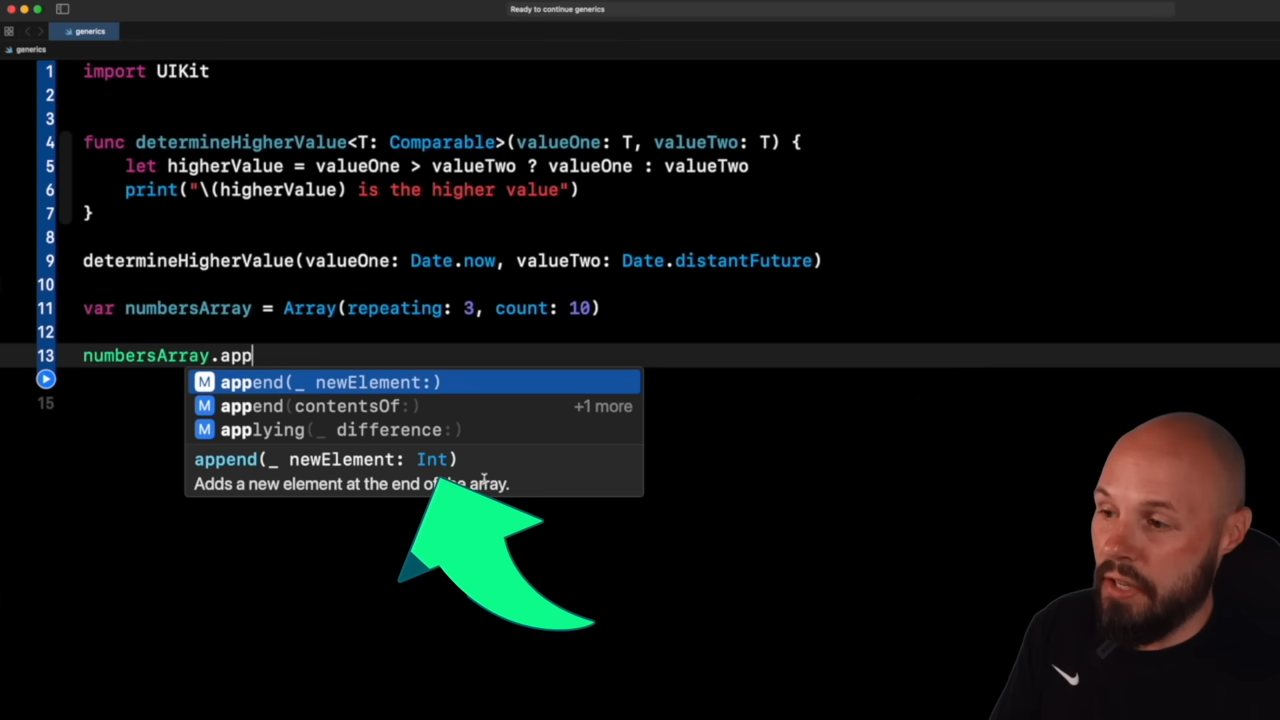 Ready to continue generics
generics
generics
1 import UIKit
2
3
4 func determineHigherValue<T: Comparable>(valueOne: T, valueTwo: T) {
5 let higherValue = valueOne > valueTwo ? valueOne : valueTwo
6 print("\(higherValue) is the higher value")
7 }
8
9 determineHigherValue(valueOne: Date.now, valueTwo: Date.distantFuture)
10
11 var numbersArray = Array(repeating: 3, count: 10)
12
13 numbersArray.app
M append(_ newElement:)
M append(contentsOf:) +1 more
15
M applying(_ difference:)
append(_ newElement: Int)
Adds a new element at the end of the array.